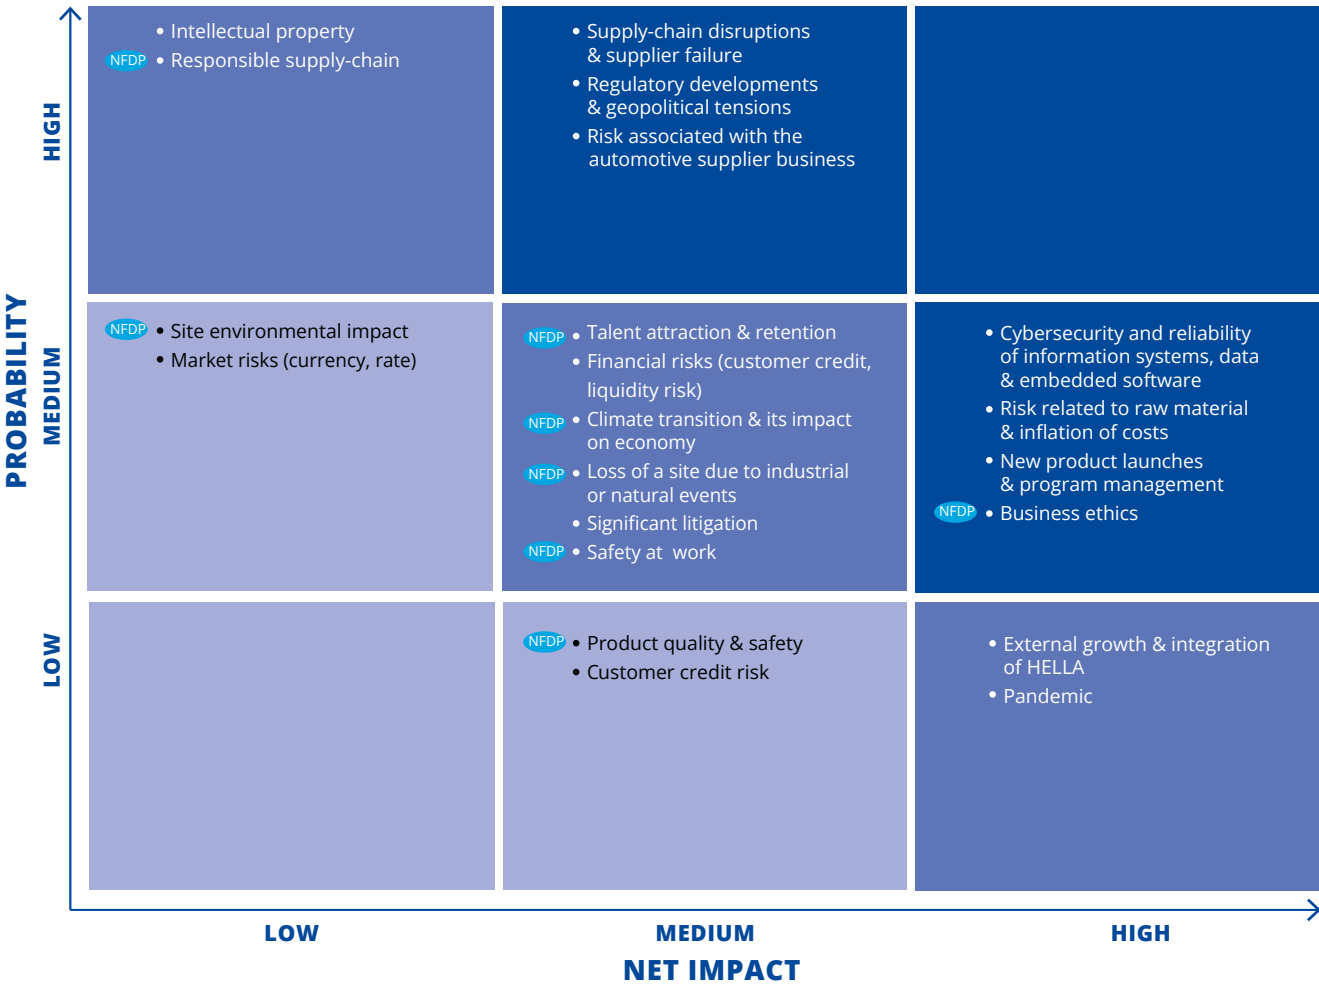 PROBABILITY
HIGH
• Intellectual property
NFDP • Responsible supply-chain
• Supply-chain disruptions
& supplier failure
• Regulatory developments
& geopolitical tensions
• Risk associated with the
automotive supplier business
MEDIUM
NFDP • Site environmental impact
• Market risks (currency, rate)
NFDP • Talent attraction & retention
• Financial risks (customer credit,
liquidity risk)
NFDP • Climate transition & its impact
on economy
NFDP • Loss of a site due to industrial
or natural events
• Significant litigation
NFDP • Safety at work
• Cybersecurity and reliability
of information systems, data
& embedded software
• Risk related to raw material
& inflation of costs
• New product launches
& program management
NFDP • Business ethics
LOW
NFDP • Product quality & safety
• Customer credit risk
• External growth & integration
of HELLA
• Pandemic
LOW
MEDIUM
HIGH
NET IMPACT